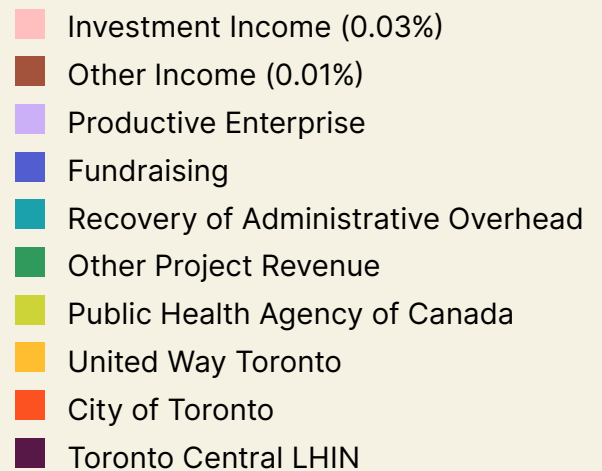 Investment Income (0.03%)
Other Income (0.01%)
Productive Enterprise
Fundraising
Recovery of Administrative Overhead
Other Project Revenue
Public Health Agency of Canada
United Way Toronto
City of Toronto
Toronto Central LHIN